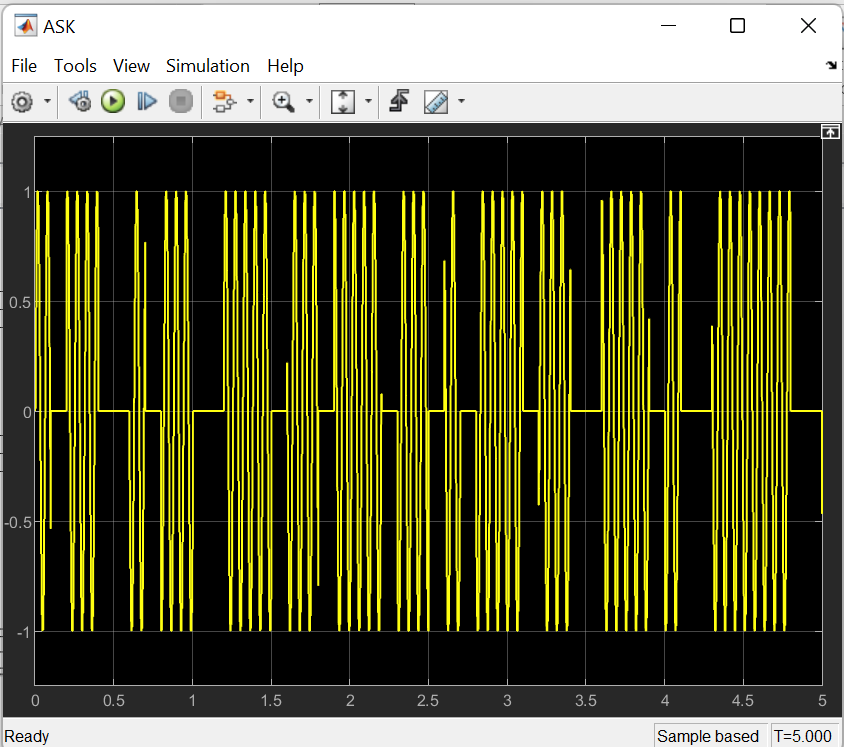 ASK
File Tools View Simulation Help
1
0.5
0
-0.5
-1
0 0.5 1 1.5 2 2.5 3 3.5 4 4.5 5
Ready Sample based T=5.000